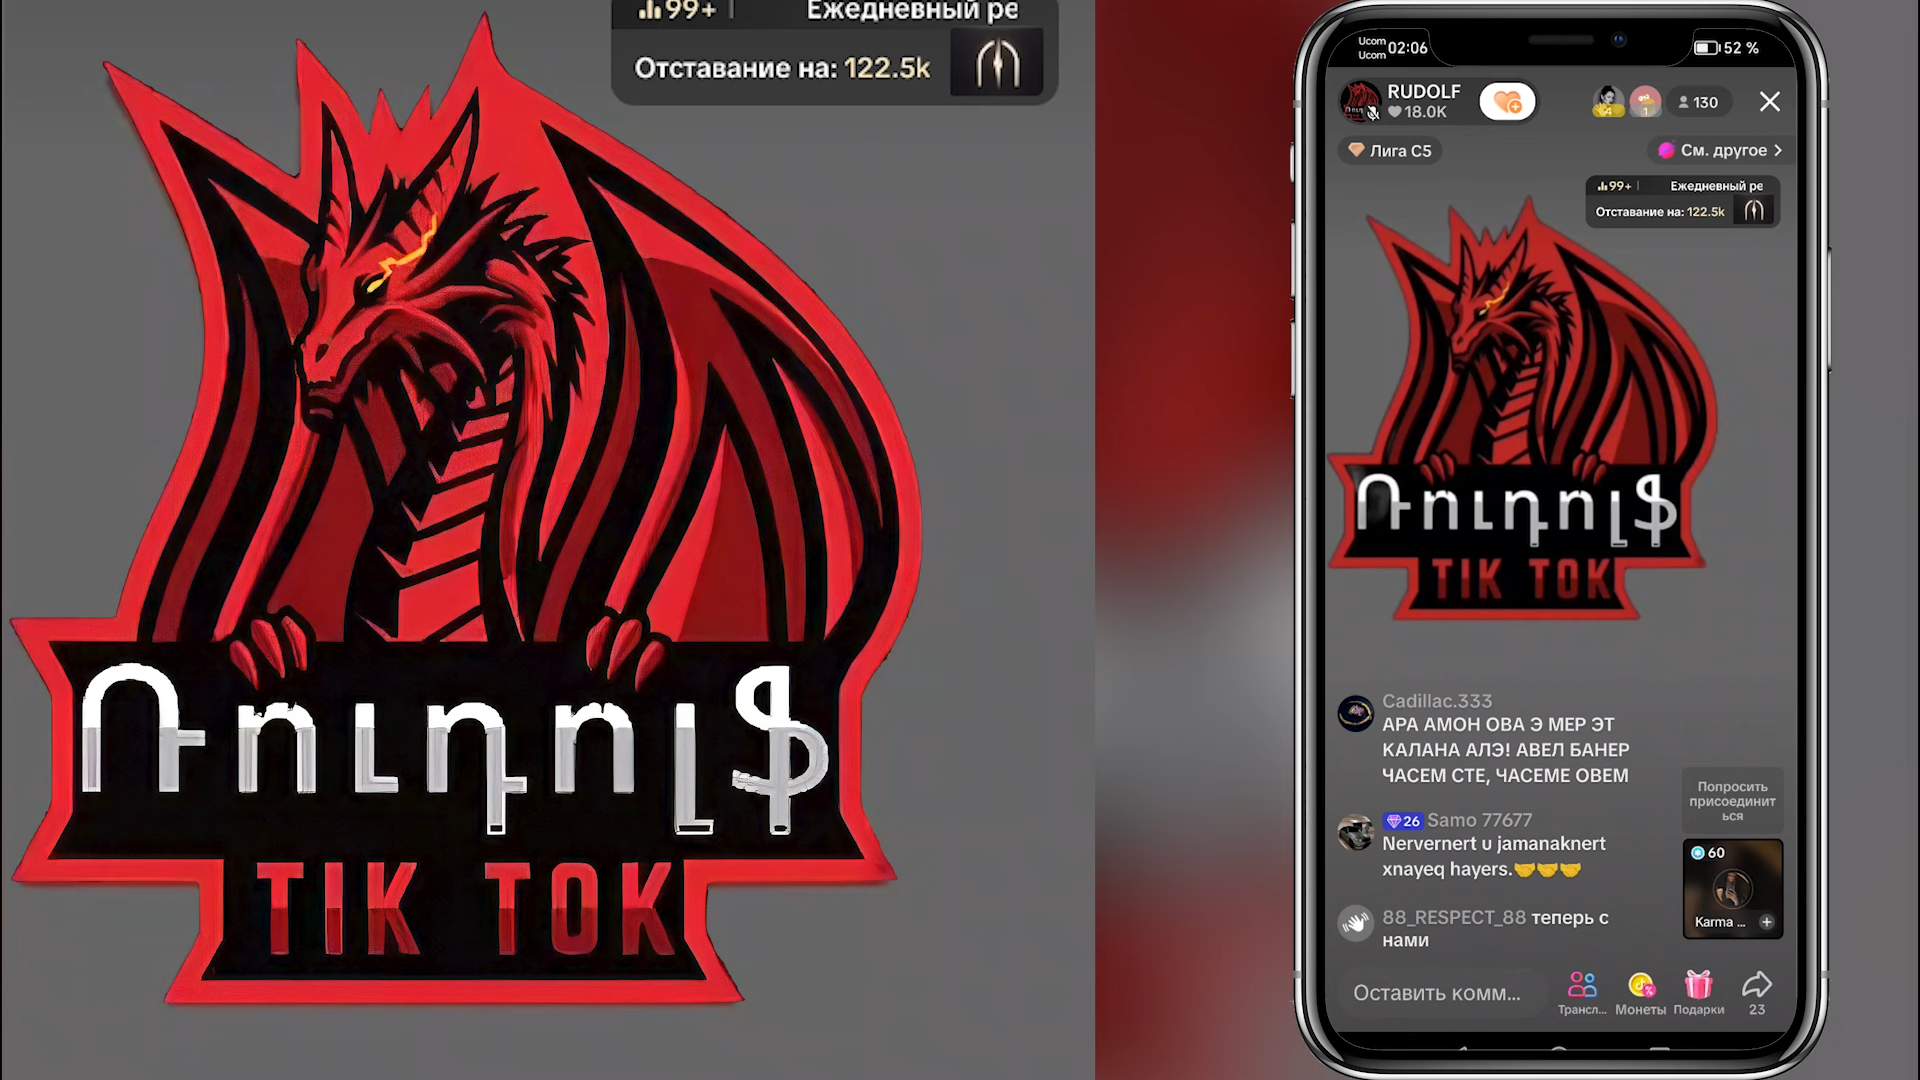 99+ | Ежедневный ре
Отставание на: 122.5k
Ռուդոլֆ
TIK TOK
Ucom 02:06
Ucom
52 %
RUDOLF
18.0K
4
1
130
Лига C5
См. другое
99+ | Ежедневный ре
Отставание на: 122.5k
Ռուդոլֆ
TIK TOK
Cadillac.333
АРА АМОН ОВА Э МЕР ЭТ
КАЛАНА АЛЭ! АВЕЛ БАНЕР
ЧАСЕМ СТЕ, ЧАСЕМЕ ОВЕМ
Попросить
присоединит
ься
26 Samo 77677
Nervernert u jamanaknert
xnayeq hayers.🤝🤝🤝
60
Karma ...
88_RESPECT_88 теперь с
нами
Оставить комм...
Трансл...
Монеты
Подарки
23